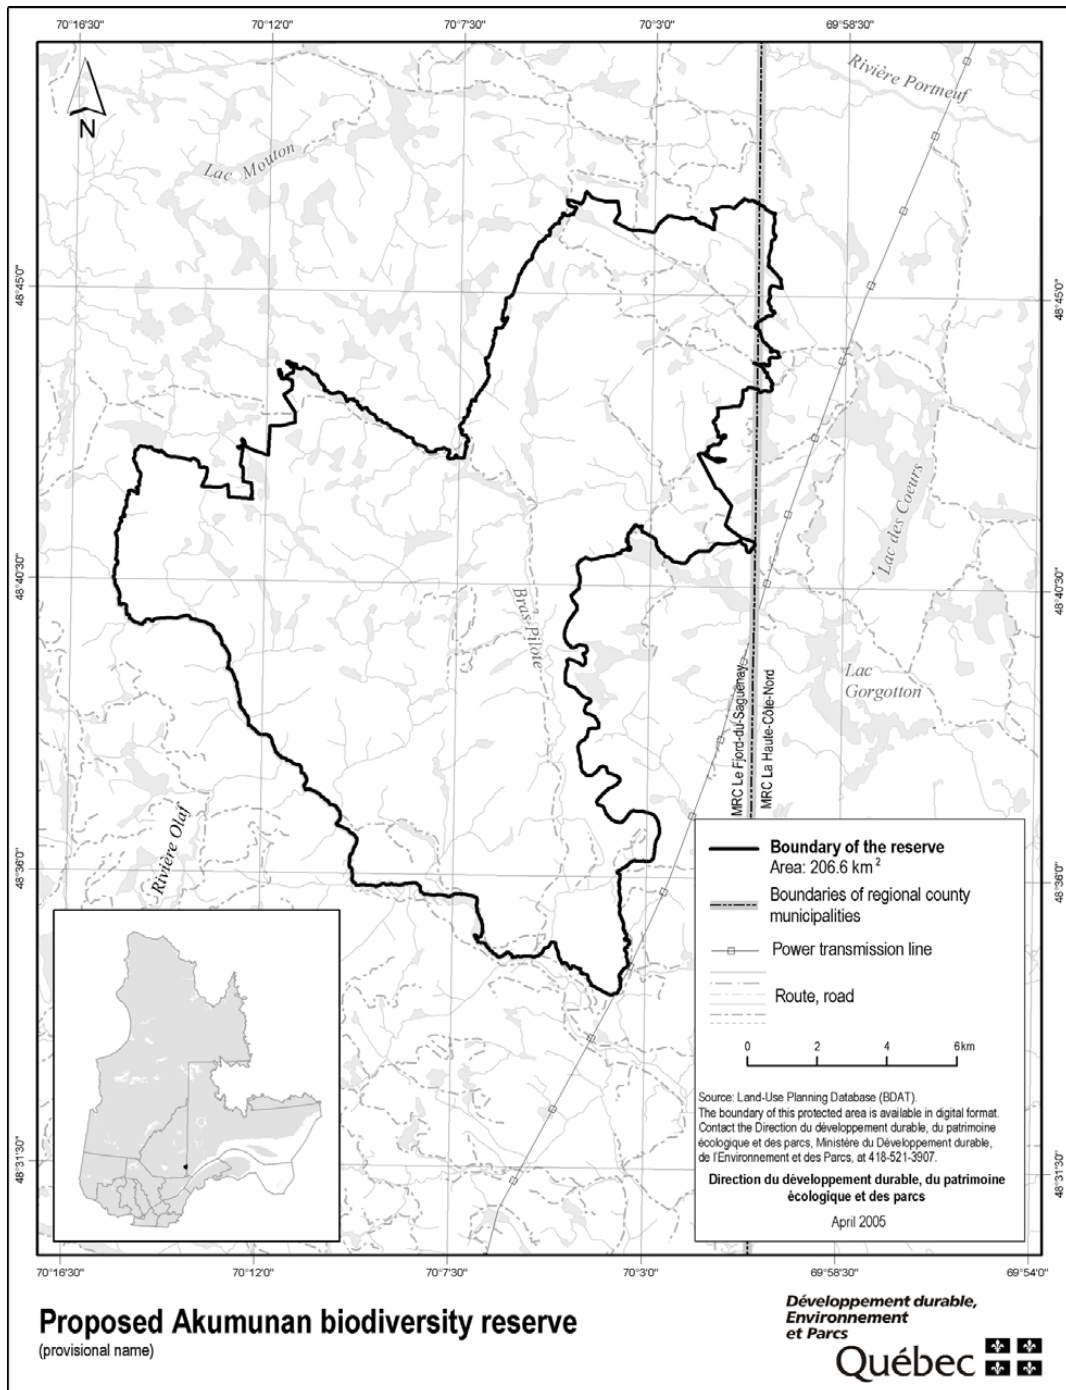 70°16'30"
70°12'0"
70°7'30"
70°3'0"
69°58'30"
N
Lac Mouton
Rivière Portneuf
48°45'0"
48°45'0"
Lac des Coeurs
48°40'30"
48°40'30"
Bras Pilote
Lac
Gorgotton
MRC Le Fjord-du-Saguenay
MRC La Haute-Côte-Nord
Rivière Olaf
48°36'0"
48°36'0"
Boundary of the reserve
Area: 206.6 km²
Boundaries of regional county
municipalities
Power transmission line
Route, road
0 2 4 6km
Source: Land-Use Planning Database (BDAT).
The boundary of this protected area is available in digital format.
Contact the Direction du développement durable, du patrimoine
écologique et des parcs, Ministère du Développement durable,
de l'Environnement et des Parcs, at 418-521-3907.
Direction du développement durable, du patrimoine
écologique et des parcs
April 2005
48°31'30"
48°31'30"
70°16'30"
70°12'0"
70°7'30"
70°3'0"
69°58'30"
69°54'0"
Proposed Akumunan biodiversity reserve
(provisional name)
Développement durable,
Environnement
et Parcs
Québec